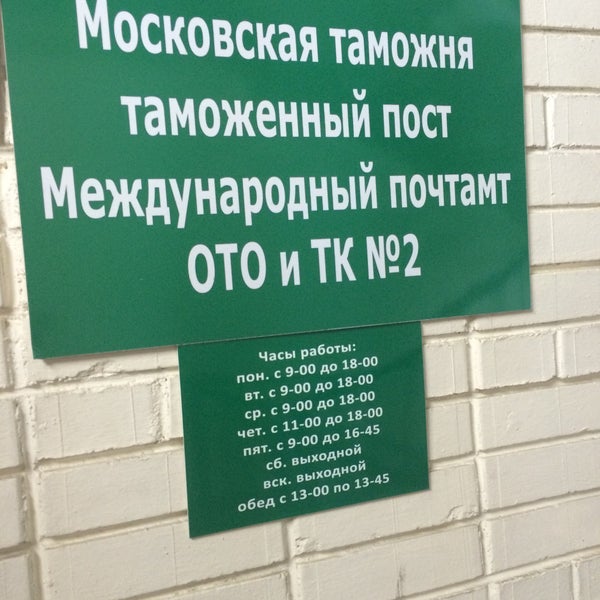 Московская таможня
таможенный пост
Международный почтамт
ОТО и ТК №2
Часы работы:
пон. с 9-00 до 18-00
вт. с 9-00 до 18-00
ср. с 9-00 до 18-00
чет. с 11-00 до 18-00
пят. с 9-00 до 16-45
сб. выходной
вск. выходной
обед с 13-00 по 13-45